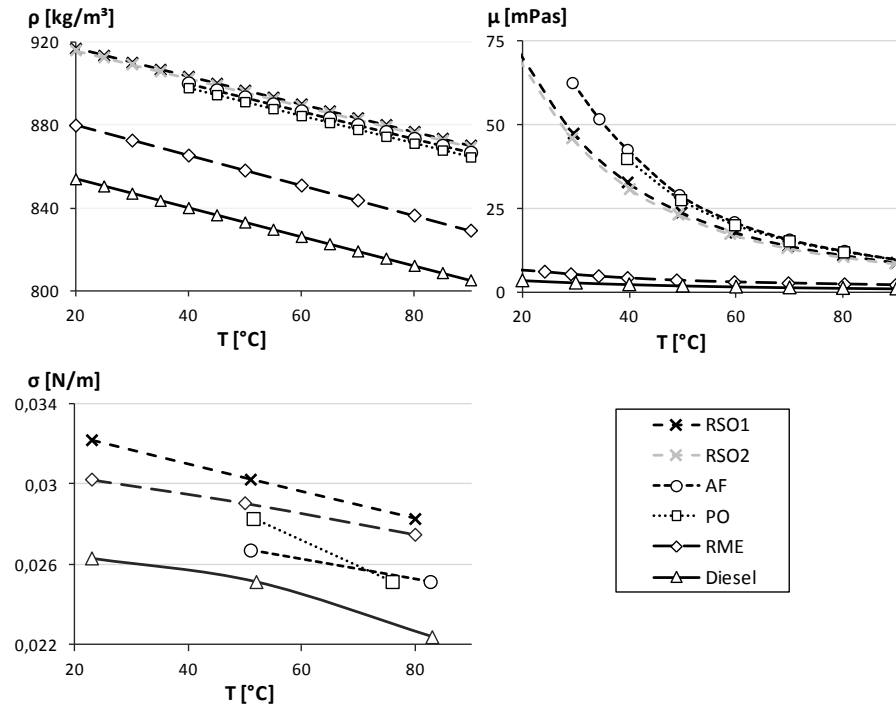 ρ [kg/m³]
920
880
840
800
20 40 60 80
T [°C]
μ [mPas]
75
50
25
0
20 40 60 80
T [°C]
σ [N/m]
0,034
0,03
0,026
0,022
20 40 60 80
T [°C]
RSO1
RSO2
AF
PO
RME
Diesel